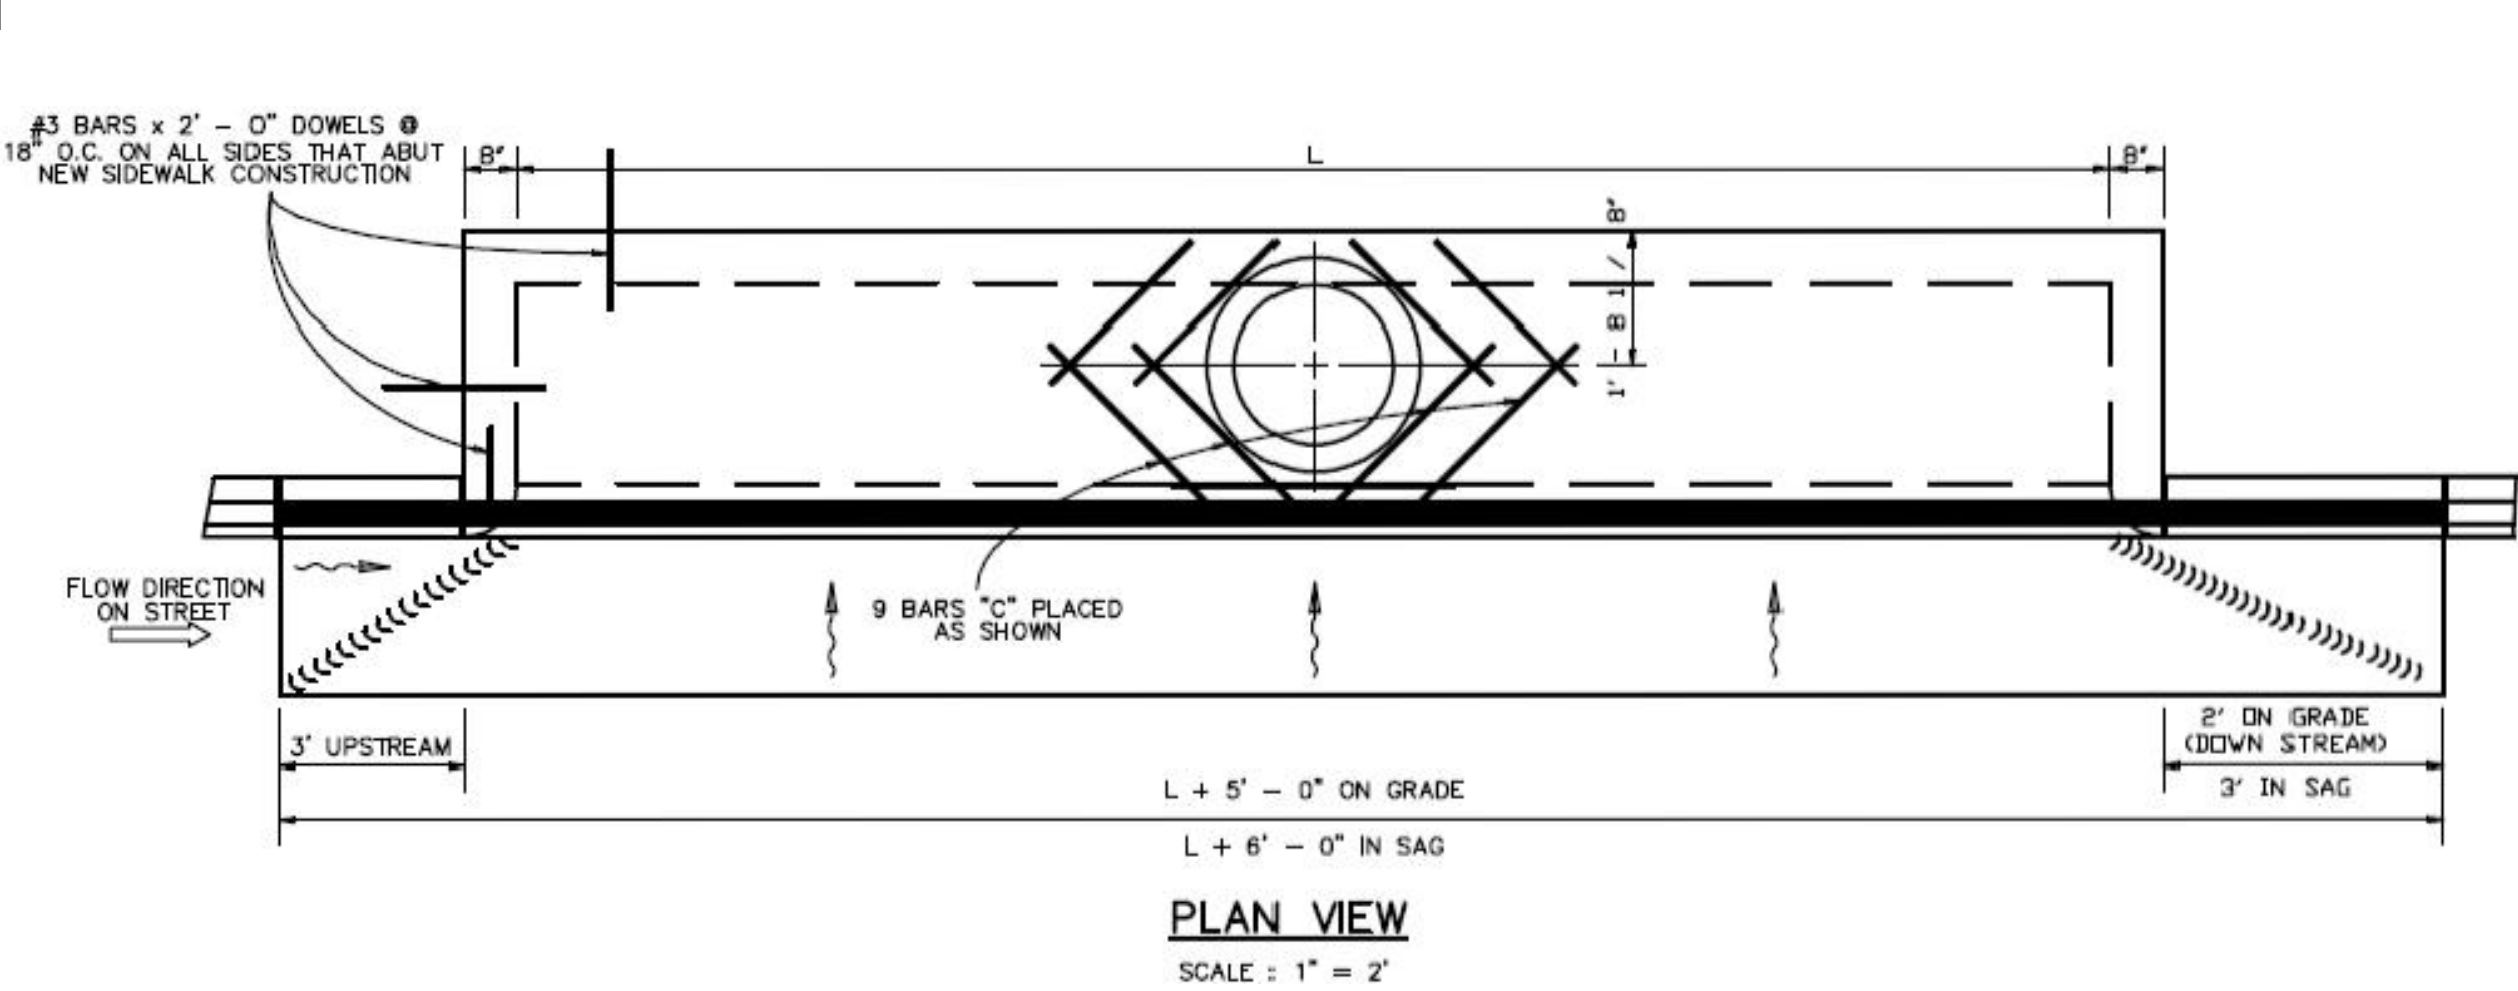 #3 BARS x 2' - 0" DOWELS @
18" O.C. ON ALL SIDES THAT ABUT
NEW SIDEWALK CONSTRUCTION
8"
L
8"
1' - 8 1/8"
FLOW DIRECTION
ON STREET
9 BARS "C" PLACED
AS SHOWN
3' UPSTREAM
2' ON GRADE
(DOWN STREAM)
3' IN SAG
L + 5' - 0" ON GRADE
L + 6' - 0" IN SAG
PLAN VIEW
SCALE : 1" = 2'